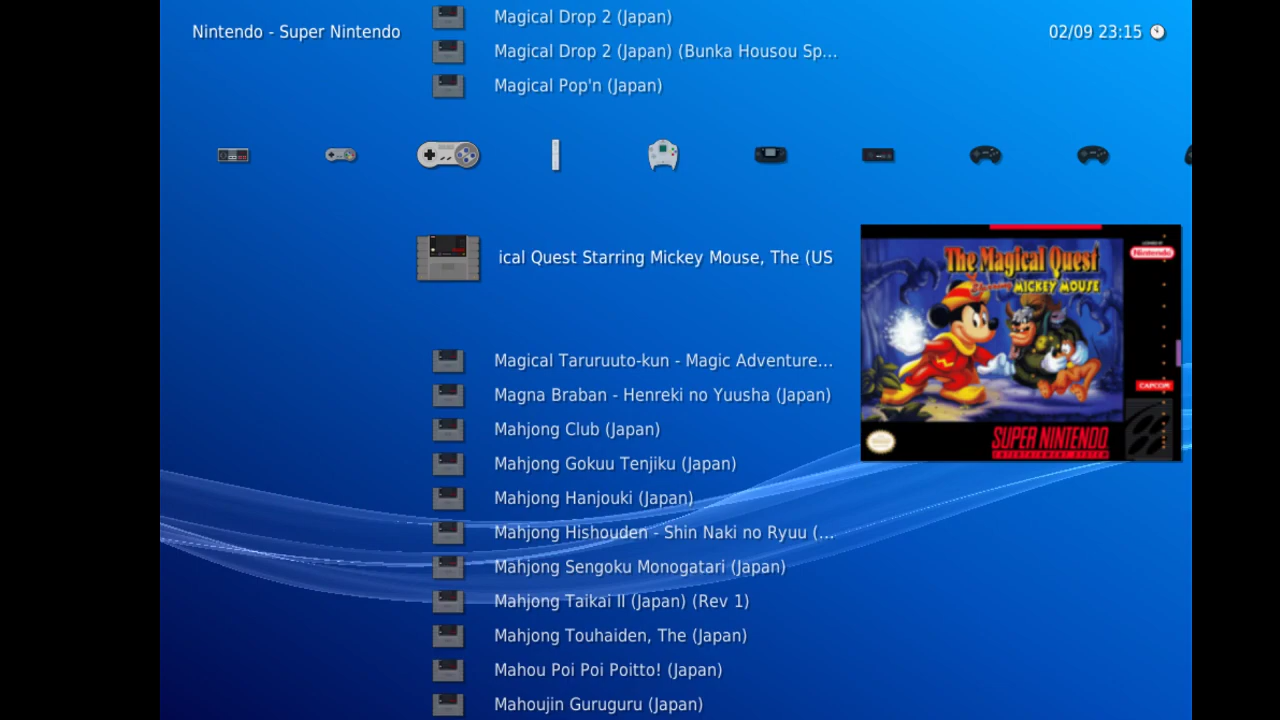 Magical Drop 2 (Japan)
Nintendo - Super Nintendo
02/09 23:15
Magical Drop 2 (Japan) (Bunka Housou Sp...
Magical Pop'n (Japan)
ical Quest Starring Mickey Mouse, The (US
The Magical Quest
Starring MICKEY MOUSE
Nintendo
CAPCOM
SUPER NINTENDO
ENTERTAINMENT SYSTEM
Magical Taruruuto-kun - Magic Adventure...
Magna Braban - Henreki no Yuusha (Japan)
Mahjong Club (Japan)
Mahjong Gokuu Tenjiku (Japan)
Mahjong Hanjouki (Japan)
Mahjong Hishouden - Shin Naki no Ryuu (...
Mahjong Sengoku Monogatari (Japan)
Mahjong Taikai II (Japan) (Rev 1)
Mahjong Touhaiden, The (Japan)
Mahou Poi Poi Poitto! (Japan)
Mahoujin Guruguru (Japan)